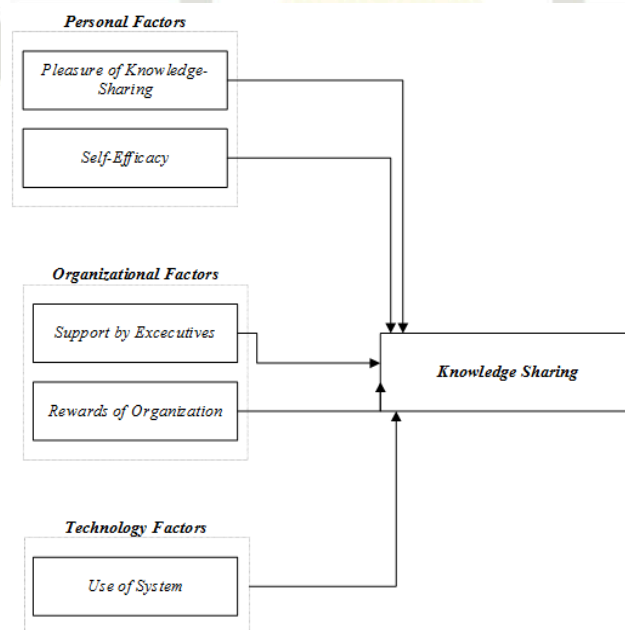 Personal Factors
Pleasure of Knowledge-
Sharing
Self-Efficacy
Organizational Factors
Support by Excecutives
Rewards of Organization
Knowledge Sharing
Technology Factors
Use of System